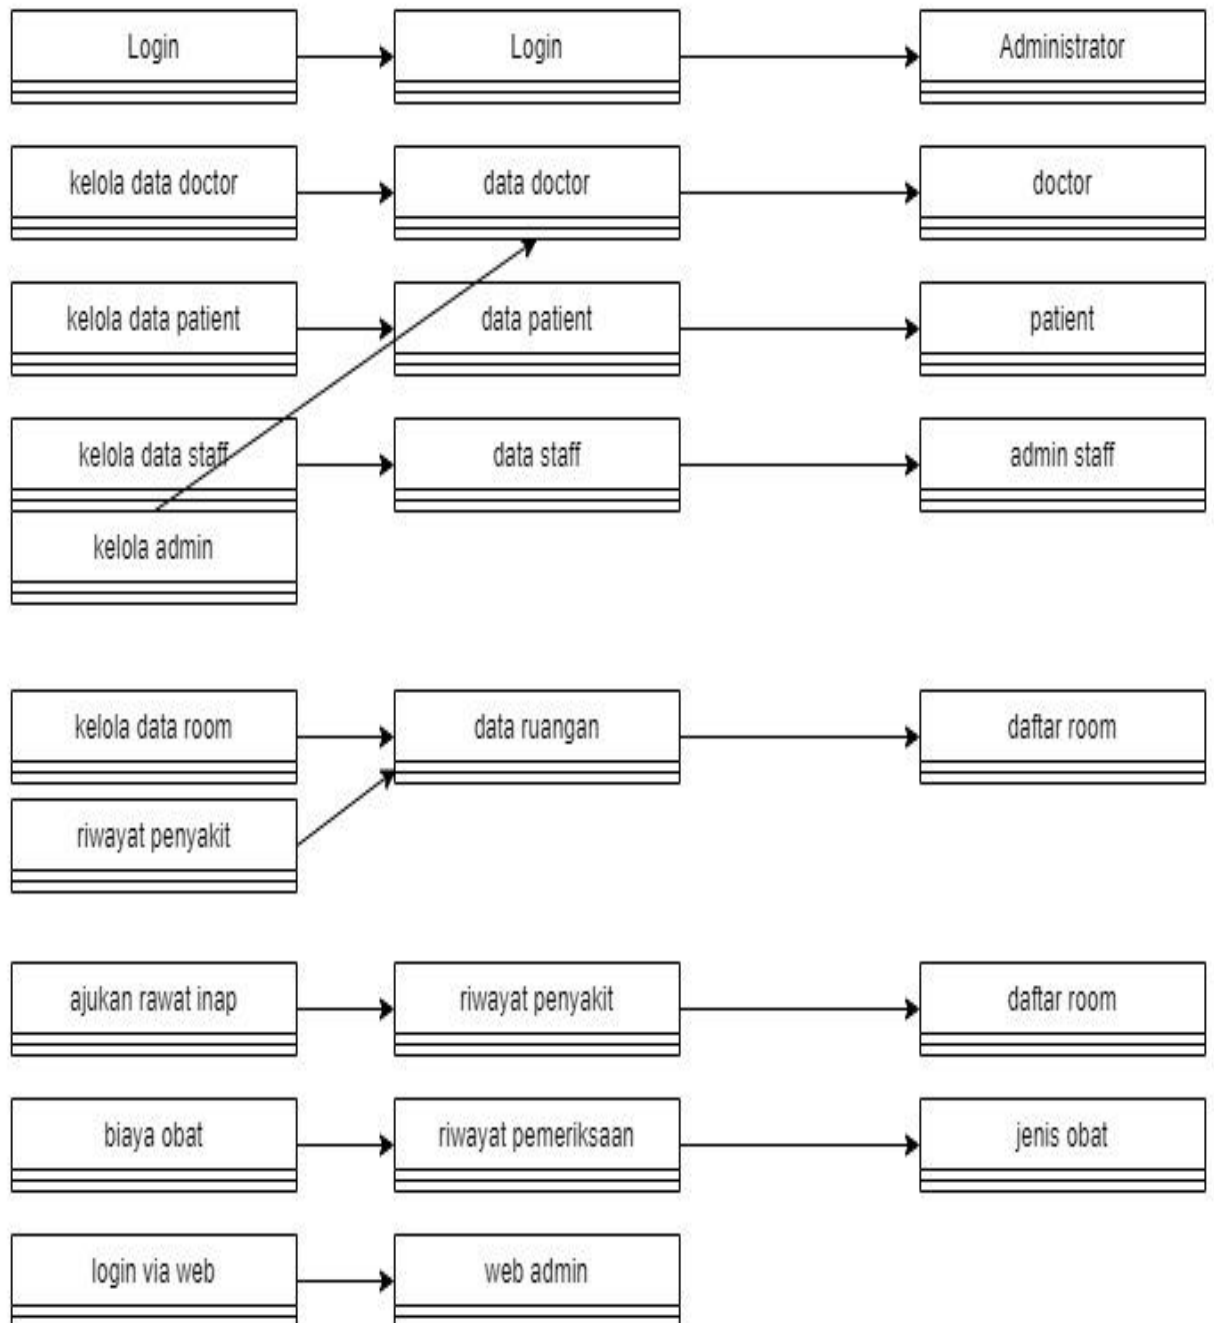 Login
Login
Administrator
kelola data doctor
data doctor
doctor
kelola data patient
data patient
patient
kelola data staff
data staff
admin staff
kelola admin
kelola data room
data ruangan
daftar room
riwayat penyakit
ajukan rawat inap
riwayat penyakit
daftar room
biaya obat
riwayat pemeriksaan
jenis obat
login via web
web admin